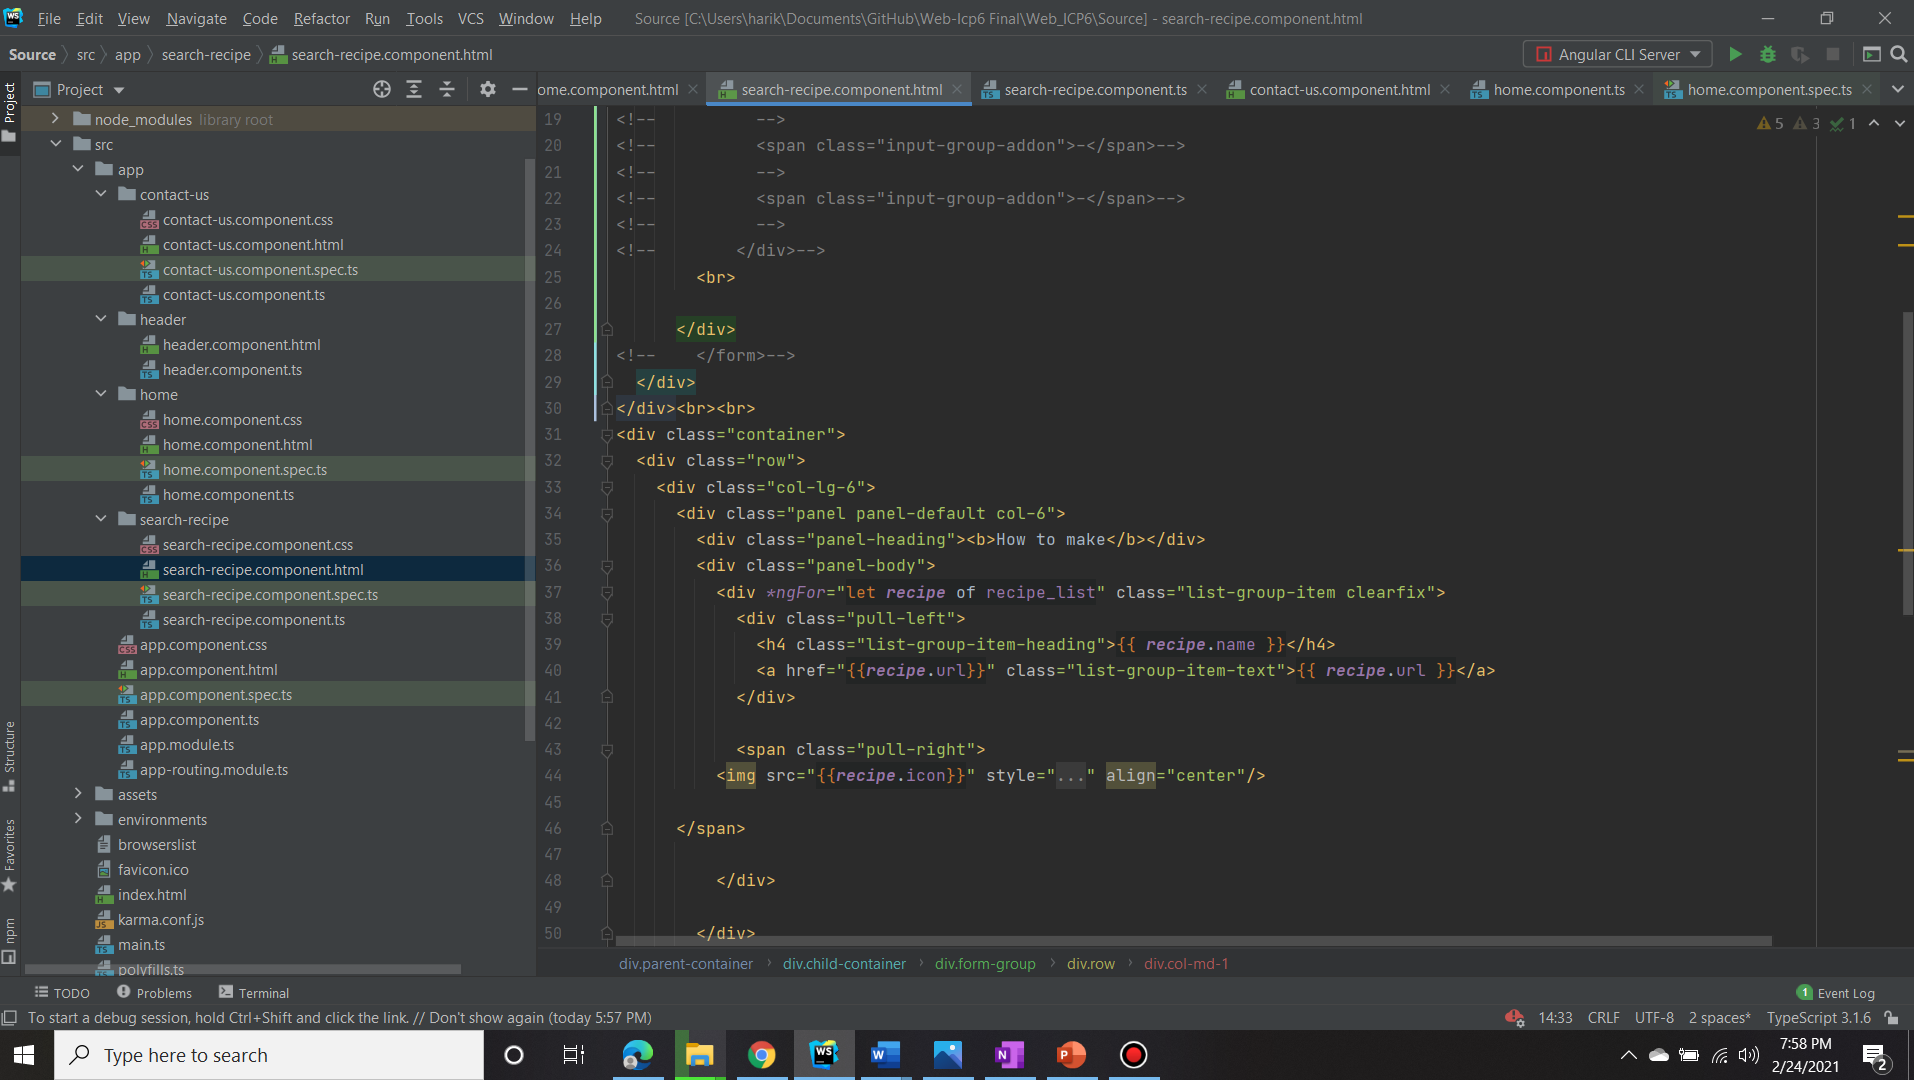 File Edit View Navigate Code Refactor Run Tools VCS Window Help Source [C:\Users\harik\Documents\GitHub\Web-Icp6 Final\Web_ICP6\Source] - search-recipe.component.html
Source src app search-recipe search-recipe.component.html Angular CLI Server
Project
Project
ome.component.html search-recipe.component.html search-recipe.component.ts contact-us.component.html home.component.ts home.component.spec.ts
5 3 1
node_modules library root
src
app
contact-us
contact-us.component.css
contact-us.component.html
contact-us.component.spec.ts
contact-us.component.ts
header
header.component.html
header.component.ts
home
home.component.css
home.component.html
home.component.spec.ts
home.component.ts
search-recipe
search-recipe.component.css
search-recipe.component.html
search-recipe.component.spec.ts
search-recipe.component.ts
app.component.css
app.component.html
app.component.spec.ts
app.component.ts
app.module.ts
app-routing.module.ts
assets
environments
browserslist
favicon.ico
index.html
karma.conf.js
main.ts
polyfills.ts
Structure
Favorites
npm
19 <!--          -->
20 <!--          <span class="input-group-addon">-</span>-->
21 <!--          -->
22 <!--          <span class="input-group-addon">-</span>-->
23 <!--          -->
24 <!--        </div>-->
25         <br>
26
27       </div>
28 <!--    </form>-->
29   </div>
30 </div><br><br>
31 <div class="container">
32   <div class="row">
33     <div class="col-lg-6">
34       <div class="panel panel-default col-6">
35         <div class="panel-heading"><b>How to make</b></div>
36         <div class="panel-body">
37           <div *ngFor="let recipe of recipe_list" class="list-group-item clearfix">
38             <div class="pull-left">
39               <h4 class="list-group-item-heading">{{ recipe.name }}</h4>
40               <a href="{{recipe.url}}" class="list-group-item-text">{{ recipe.url }}</a>
41             </div>
42
43             <span class="pull-right">
44           <img src="{{recipe.icon}}" style="..." align="center"/>
45
46       </span>
47
48           </div>
49
50         </div>
div.parent-container div.child-container div.form-group div.row div.col-md-1
TODO Problems Terminal 1 Event Log
To start a debug session, hold Ctrl+Shift and click the link. // Don't show again (today 5:57 PM) 14:33 CRLF UTF-8 2 spaces* TypeScript 3.1.6
Type here to search
7:58 PM
2/24/2021
2